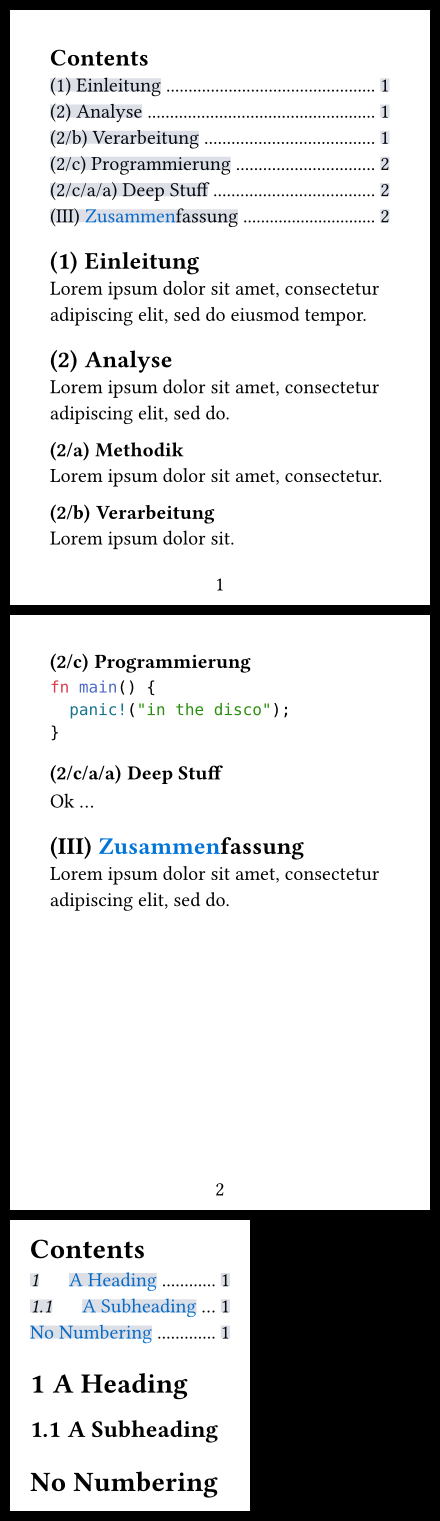 Contents
(1) Einleitung ................................................ 1
(2) Analyse .................................................... 1
(2/b) Verarbeitung ....................................... 1
(2/c) Programmierung ................................ 2
(2/c/a/a) Deep Stuff ..................................... 2
(III) Zusammenfassung .............................. 2
(1) Einleitung
Lorem ipsum dolor sit amet, consectetur
adipiscing elit, sed do eiusmod tempor.
(2) Analyse
Lorem ipsum dolor sit amet, consectetur
adipiscing elit, sed do.
(2/a) Methodik
Lorem ipsum dolor sit amet, consectetur.
(2/b) Verarbeitung
Lorem ipsum dolor sit.
1
(2/c) Programmierung
fn main() {
  panic!("in the disco");
}
(2/c/a/a) Deep Stuff
Ok …
(III) Zusammenfassung
Lorem ipsum dolor sit amet, consectetur
adipiscing elit, sed do.
2
Contents
1 A Heading ............ 1
1.1 A Subheading ... 1
No Numbering ............. 1
1 A Heading
1.1 A Subheading
No Numbering